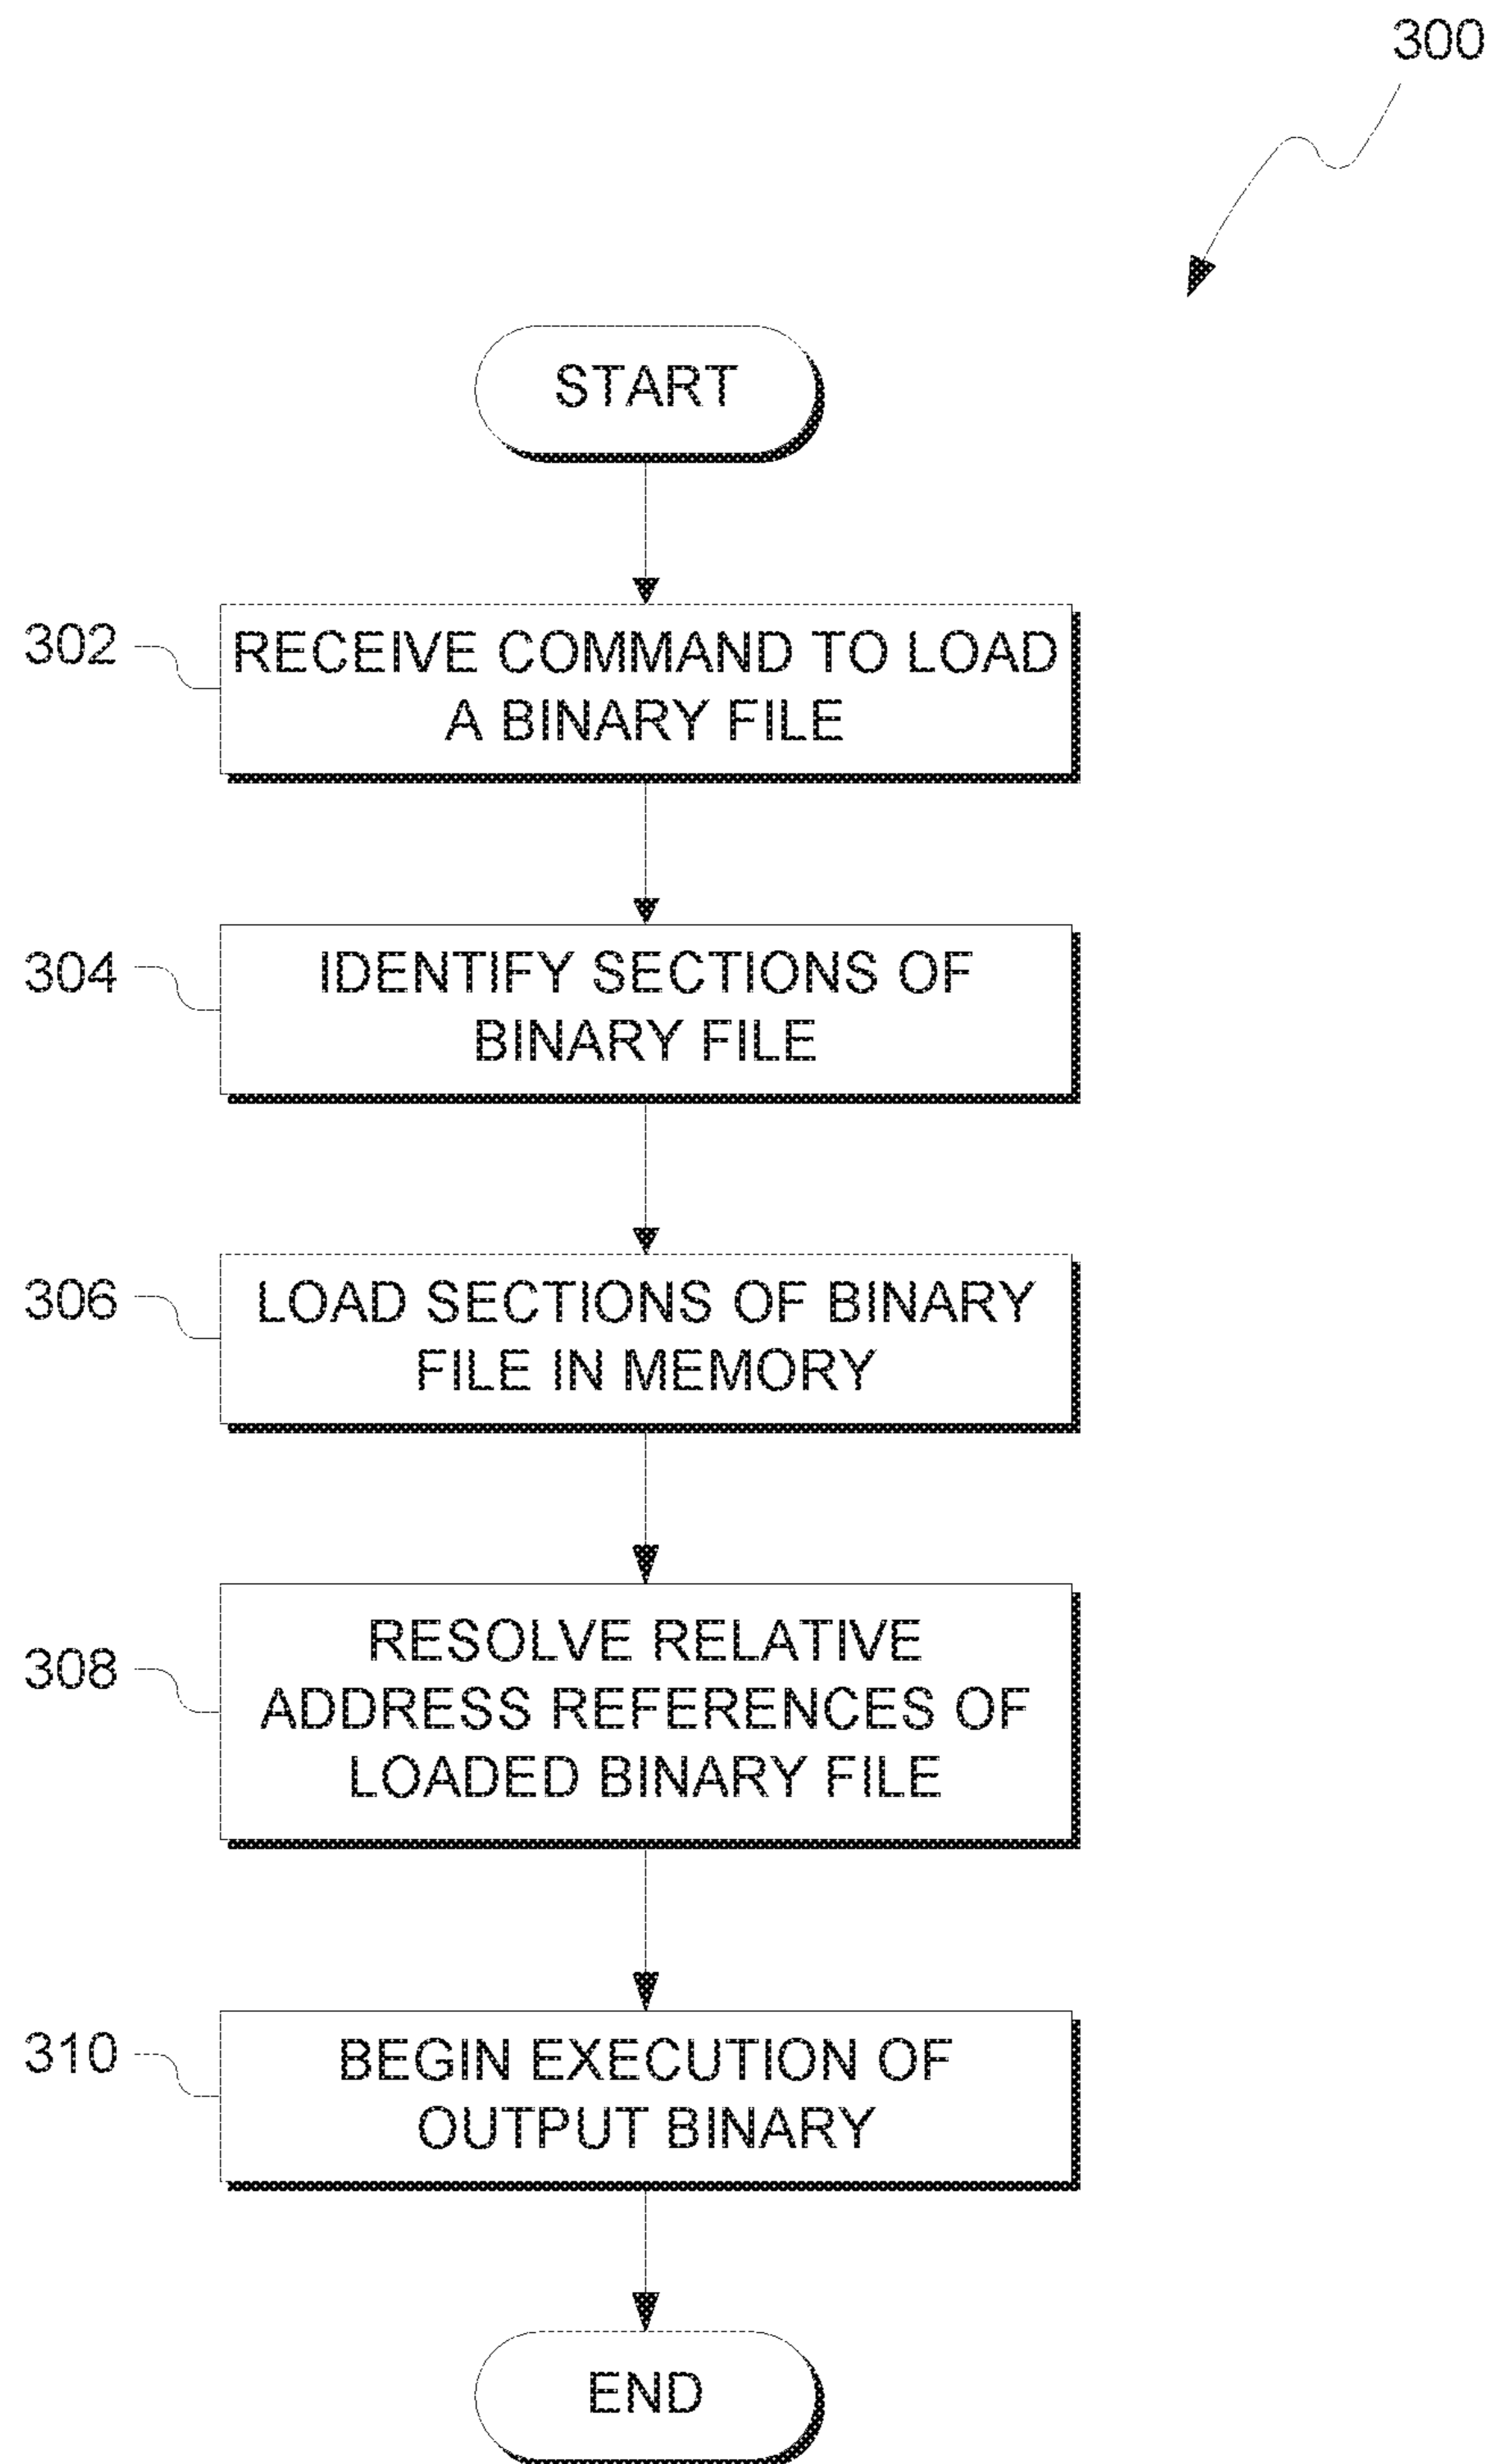 300
START
302
RECEIVE COMMAND TO LOAD
A BINARY FILE
304
IDENTIFY SECTIONS OF
BINARY FILE
306
LOAD SECTIONS OF BINARY
FILE IN MEMORY
308
RESOLVE RELATIVE
ADDRESS REFERENCES OF
LOADED BINARY FILE
310
BEGIN EXECUTION OF
OUTPUT BINARY
END